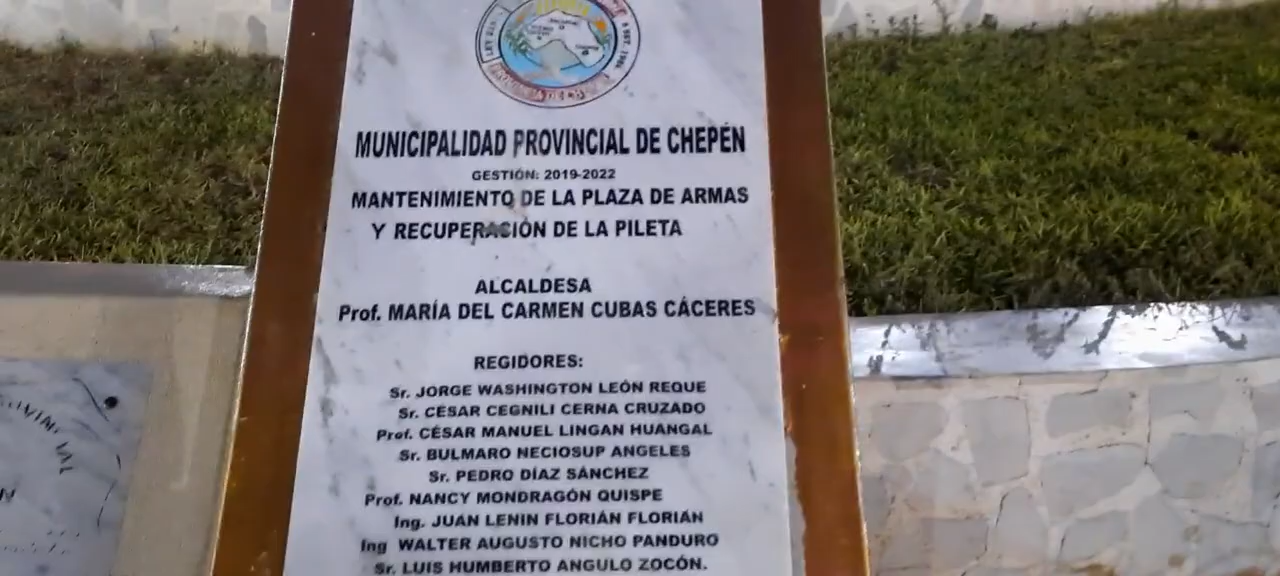 MUNICIPALIDAD PROVINCIAL DE CHEPÉN
GESTIÓN: 2019-2022
MANTENIMIENTO DE LA PLAZA DE ARMAS
Y RECUPERACIÓN DE LA PILETA
ALCALDESA
Prof. MARÍA DEL CARMEN CUBAS CÁCERES
REGIDORES:
Sr. JORGE WASHINGTON LEÓN REQUE
Sr. CÉSAR CEGNILI CERNA CRUZADO
Prof. CÉSAR MANUEL LINGAN HUANGAL
Sr. BULMARO NECIOSUP ANGELES
Sr. PEDRO DÍAZ SÁNCHEZ
Prof. NANCY MONDRAGÓN QUISPE
Ing. JUAN LENIN FLORIÁN FLORIÁN
Ing WALTER AUGUSTO NICHO PANDURO
Sr. LUIS HUMBERTO ANGULO ZOCÓN.